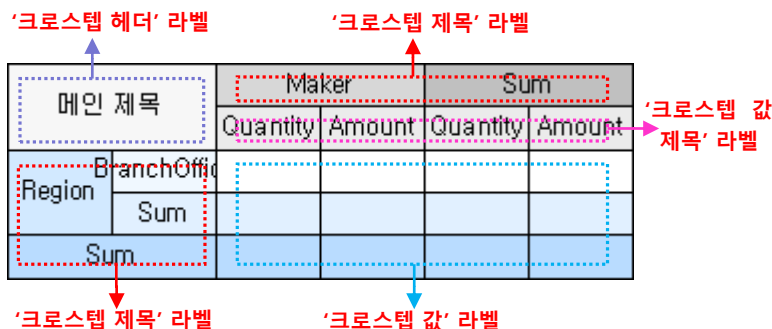 ‘크로스텝 헤더’ 라벨 ‘크로스텝 제목’ 라벨
메인 제목 Maker Sum
Quantity Amount Quantity Amount
‘크로스텝 값
제목’ 라벨
Region BranchOffic
Sum
Sum
‘크로스텝 제목’ 라벨 ‘크로스텝 값’ 라벨